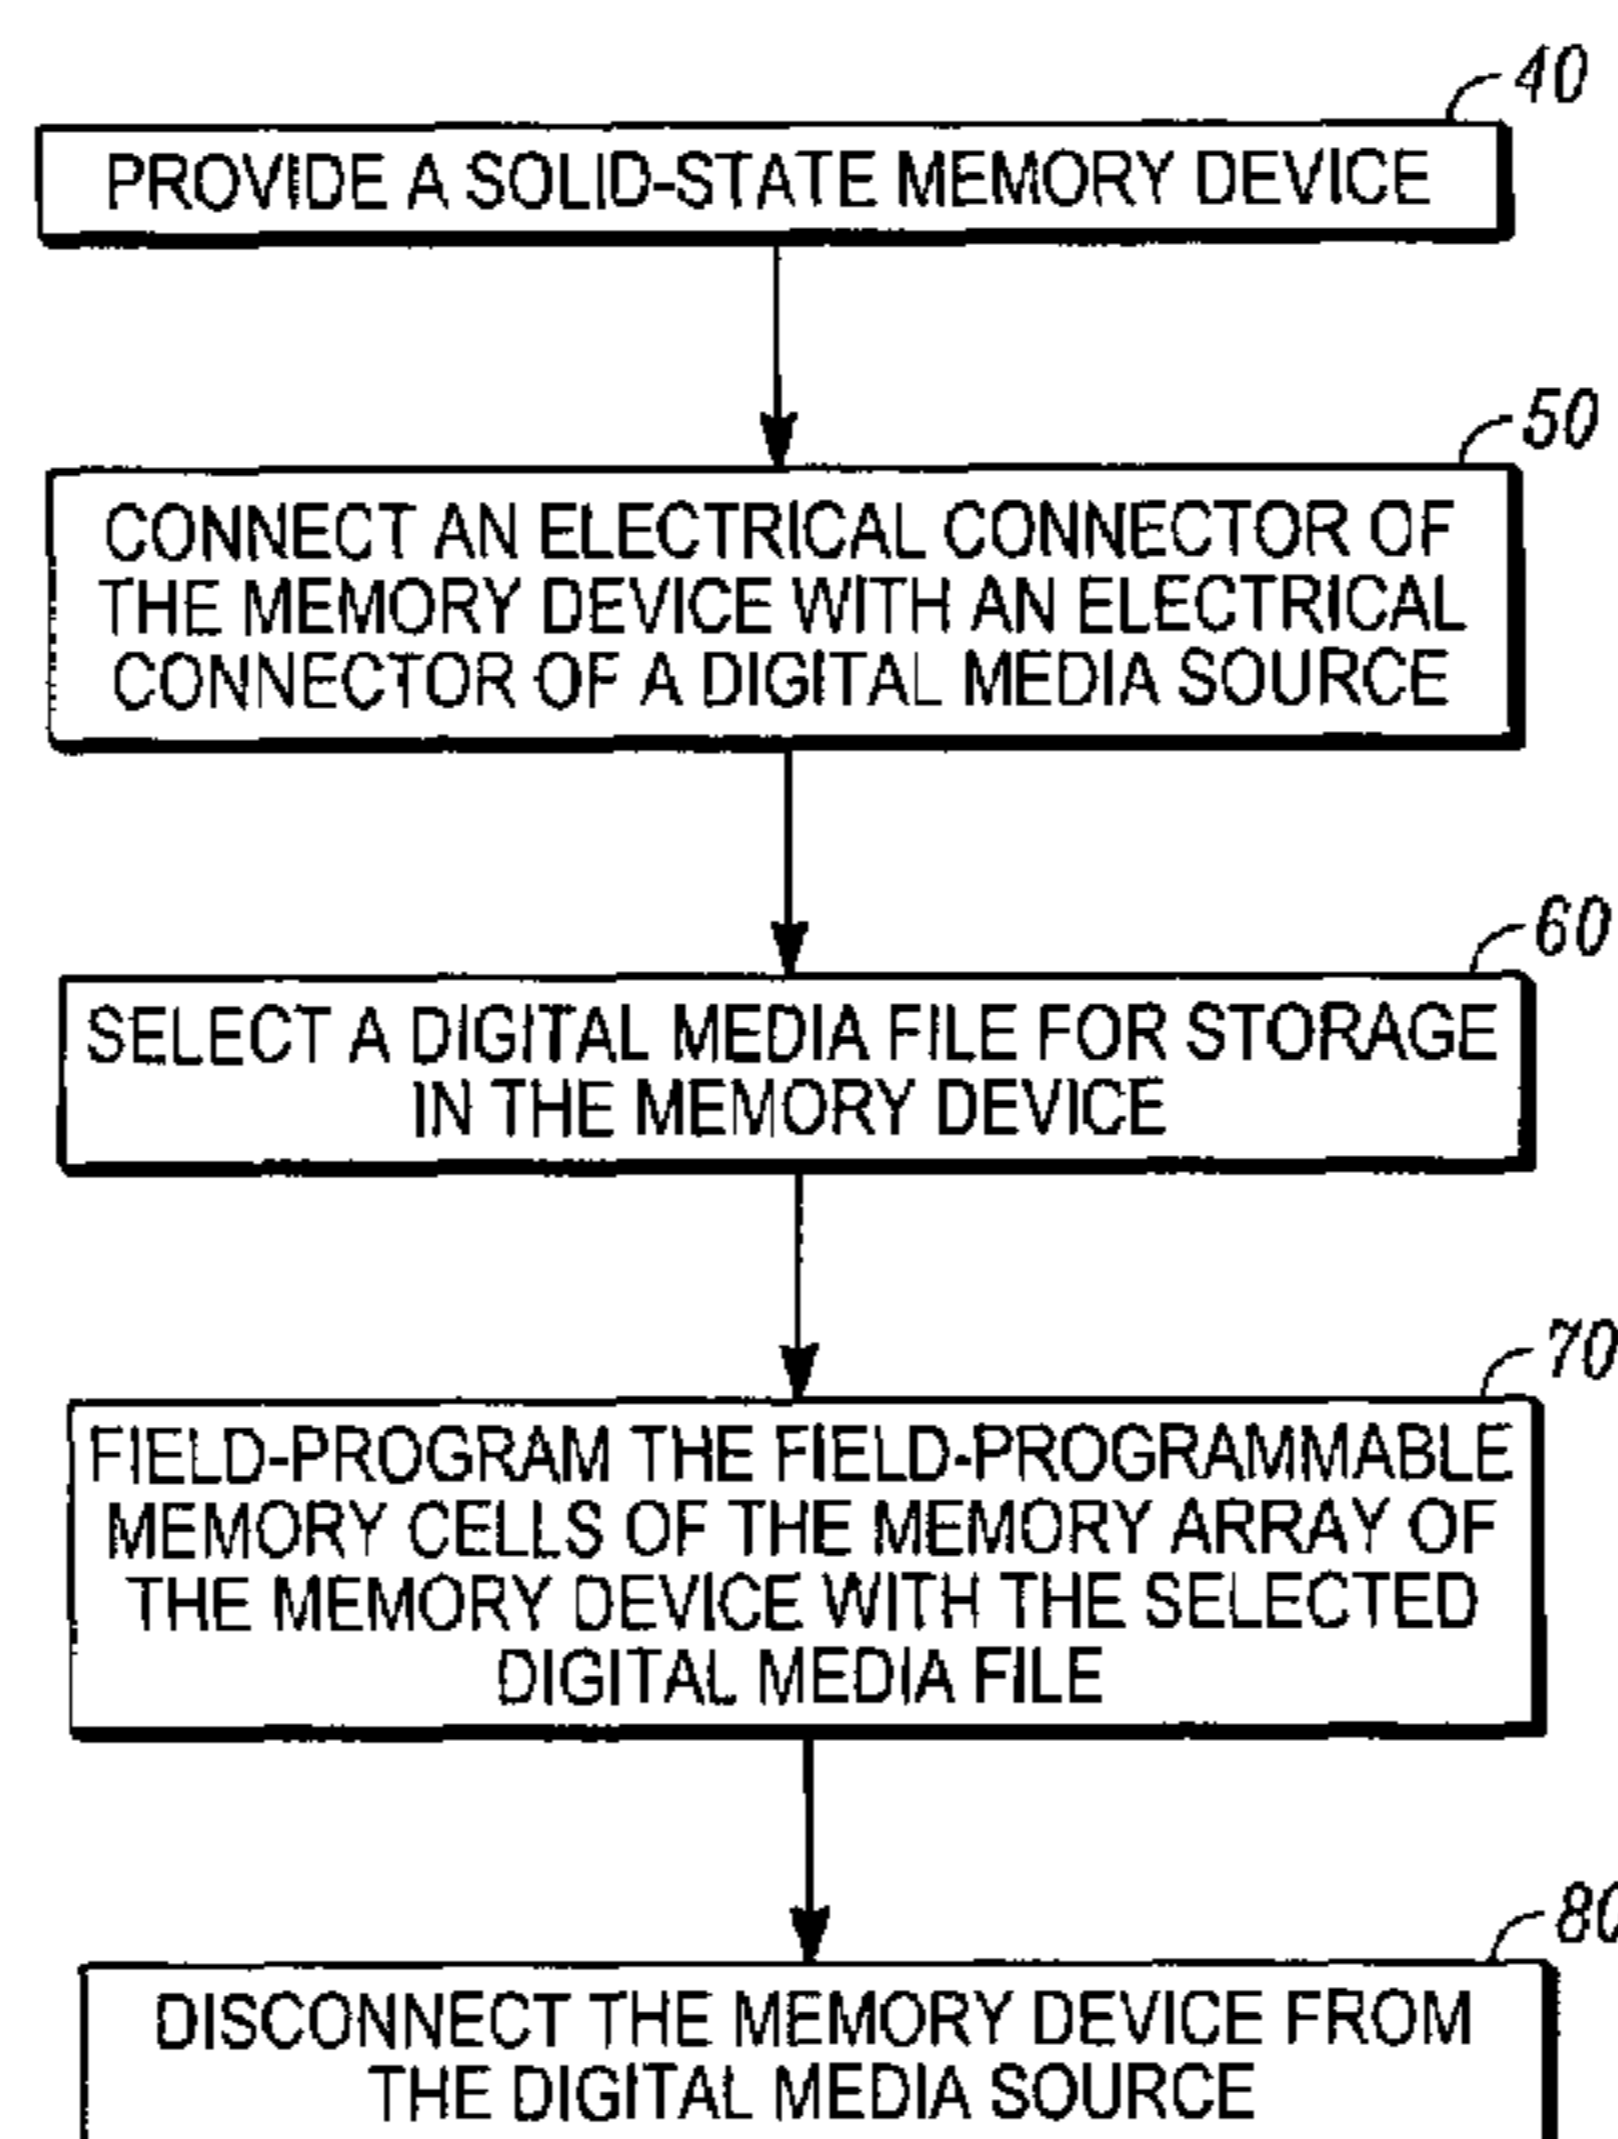 40
PROVIDE A SOLID-STATE MEMORY DEVICE
50
CONNECT AN ELECTRICAL CONNECTOR OF
THE MEMORY DEVICE WITH AN ELECTRICAL
CONNECTOR OF A DIGITAL MEDIA SOURCE
60
SELECT A DIGITAL MEDIA FILE FOR STORAGE
IN THE MEMORY DEVICE
70
FIELD-PROGRAM THE FIELD-PROGRAMMABLE
MEMORY CELLS OF THE MEMORY ARRAY OF
THE MEMORY DEVICE WITH THE SELECTED
DIGITAL MEDIA FILE
80
DISCONNECT THE MEMORY DEVICE FROM
THE DIGITAL MEDIA SOURCE